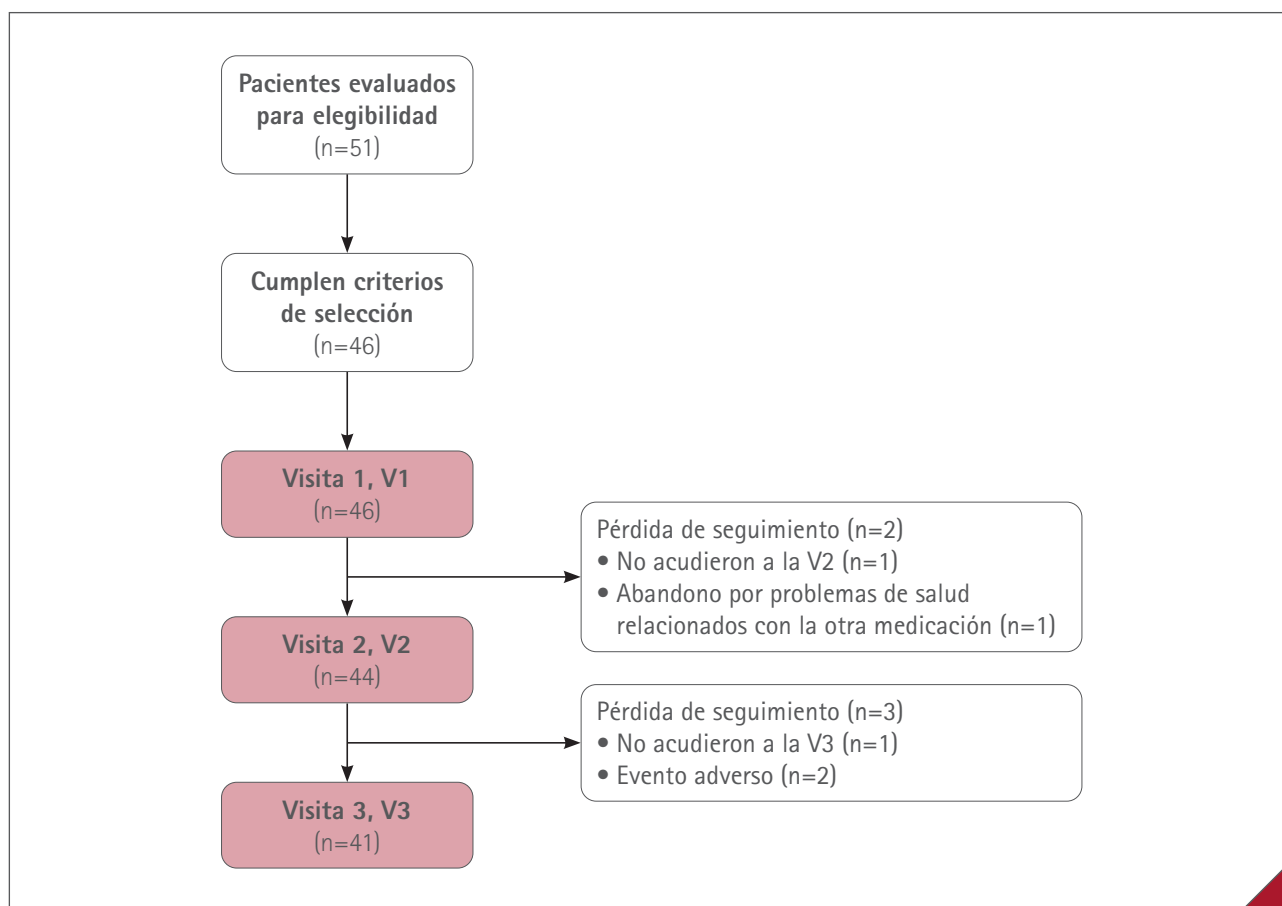 Pacientes evaluados
para elegibilidad
(n=51)
Cumplen criterios
de selección
(n=46)
Visita 1, V1
(n=46)
Pérdida de seguimiento (n=2)
• No acudieron a la V2 (n=1)
• Abandono por problemas de salud
relacionados con la otra medicación (n=1)
Visita 2, V2
(n=44)
Pérdida de seguimiento (n=3)
• No acudieron a la V3 (n=1)
• Evento adverso (n=2)
Visita 3, V3
(n=41)